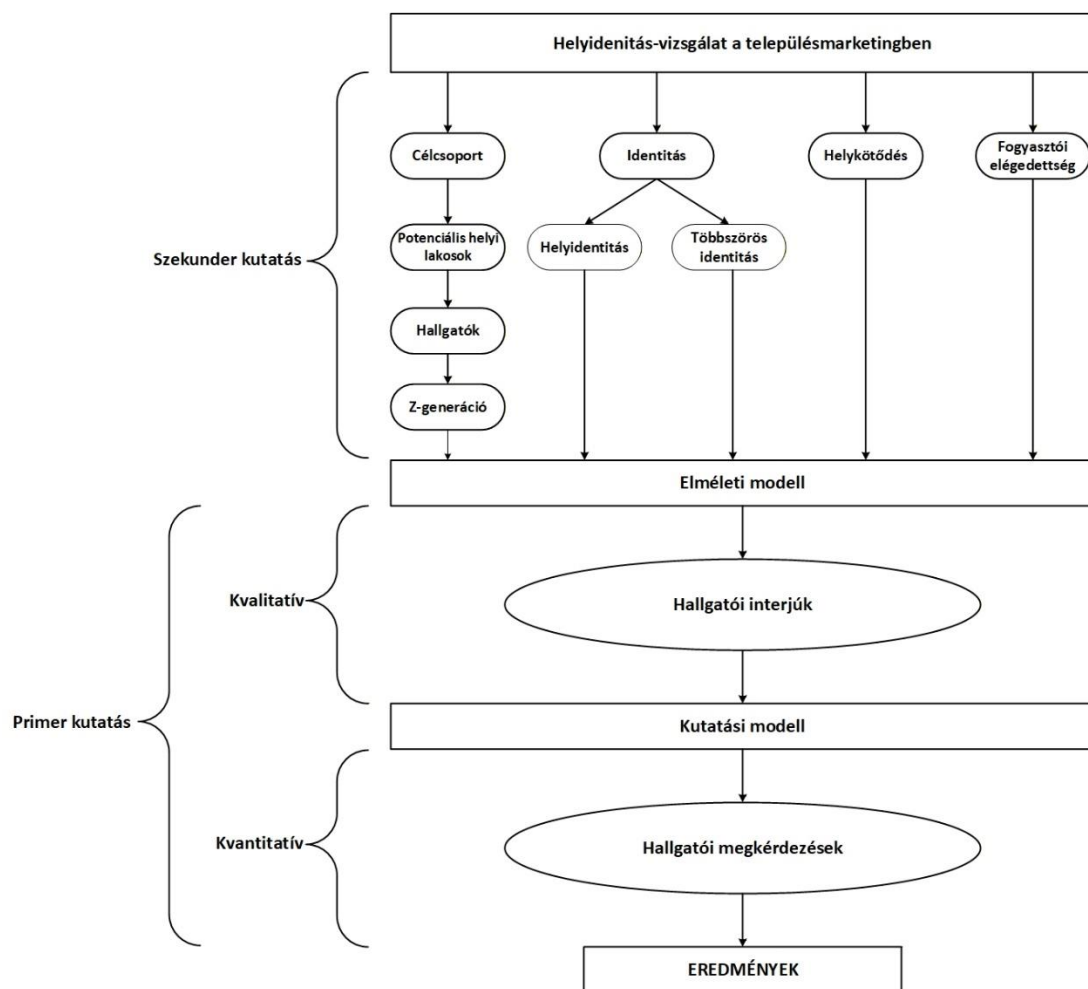 Helyidenitás-vizsgálat a településmarketingben
Célcsoport
Identitás
Helykötődés
Fogyasztói
elégedettség
Potenciális helyi
lakosok
Helyidentitás
Többszörös
identitás
Szekunder kutatás
Hallgatók
Z-generáció
Elméleti modell
Kvalitatív
Hallgatói interjúk
Primer kutatás
Kutatási modell
Kvantitatív
Hallgatói megkérdezések
EREDMÉNYEK